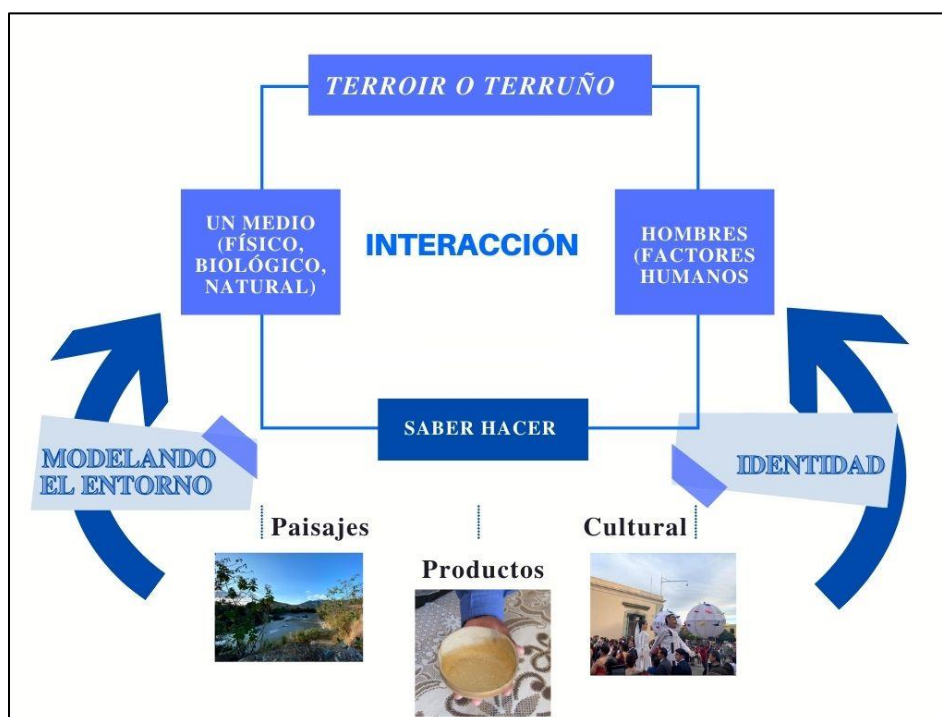 TERROIR O TERRUÑO
UN MEDIO
(FÍSICO,
BIOLÓGICO,
NATURAL)
INTERACCIÓN
HOMBRES
(FACTORES
HUMANOS
SABER HACER
MODELANDO
EL ENTORNO
IDENTIDAD
Paisajes
Productos
Cultural